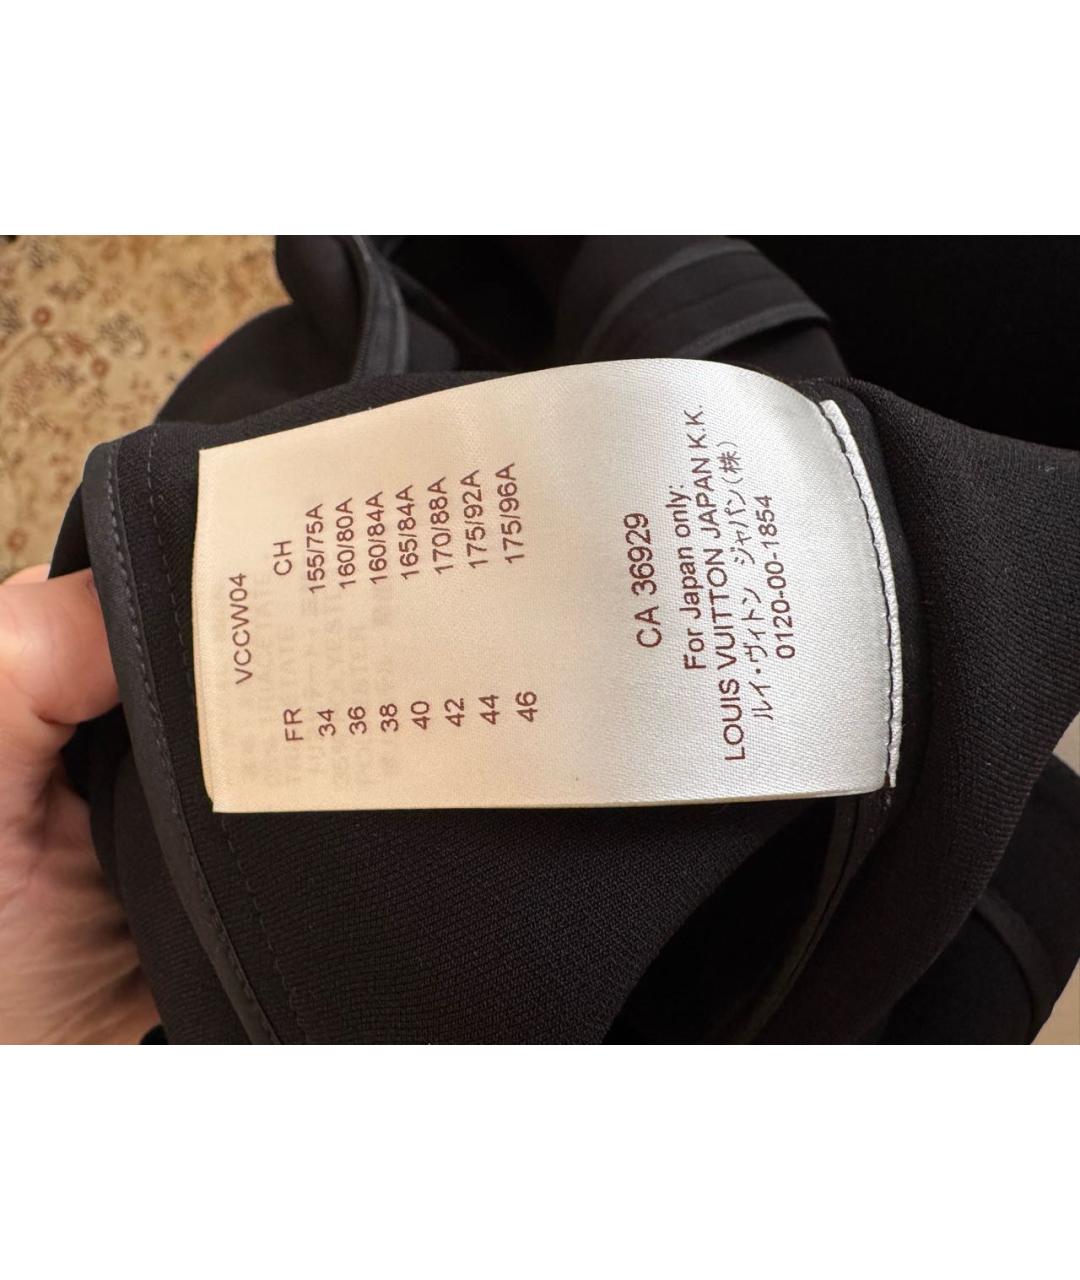 VCCW04
FR CH
34 155/75A
36 160/80A
38 160/84A
40 165/84A
42 170/88A
44 175/92A
46 175/96A
CA 36929
For Japan only:
LOUIS VUITTON JAPAN K.K.
ルイ・ヴィトン ジャパン(株)
0120-00-1854